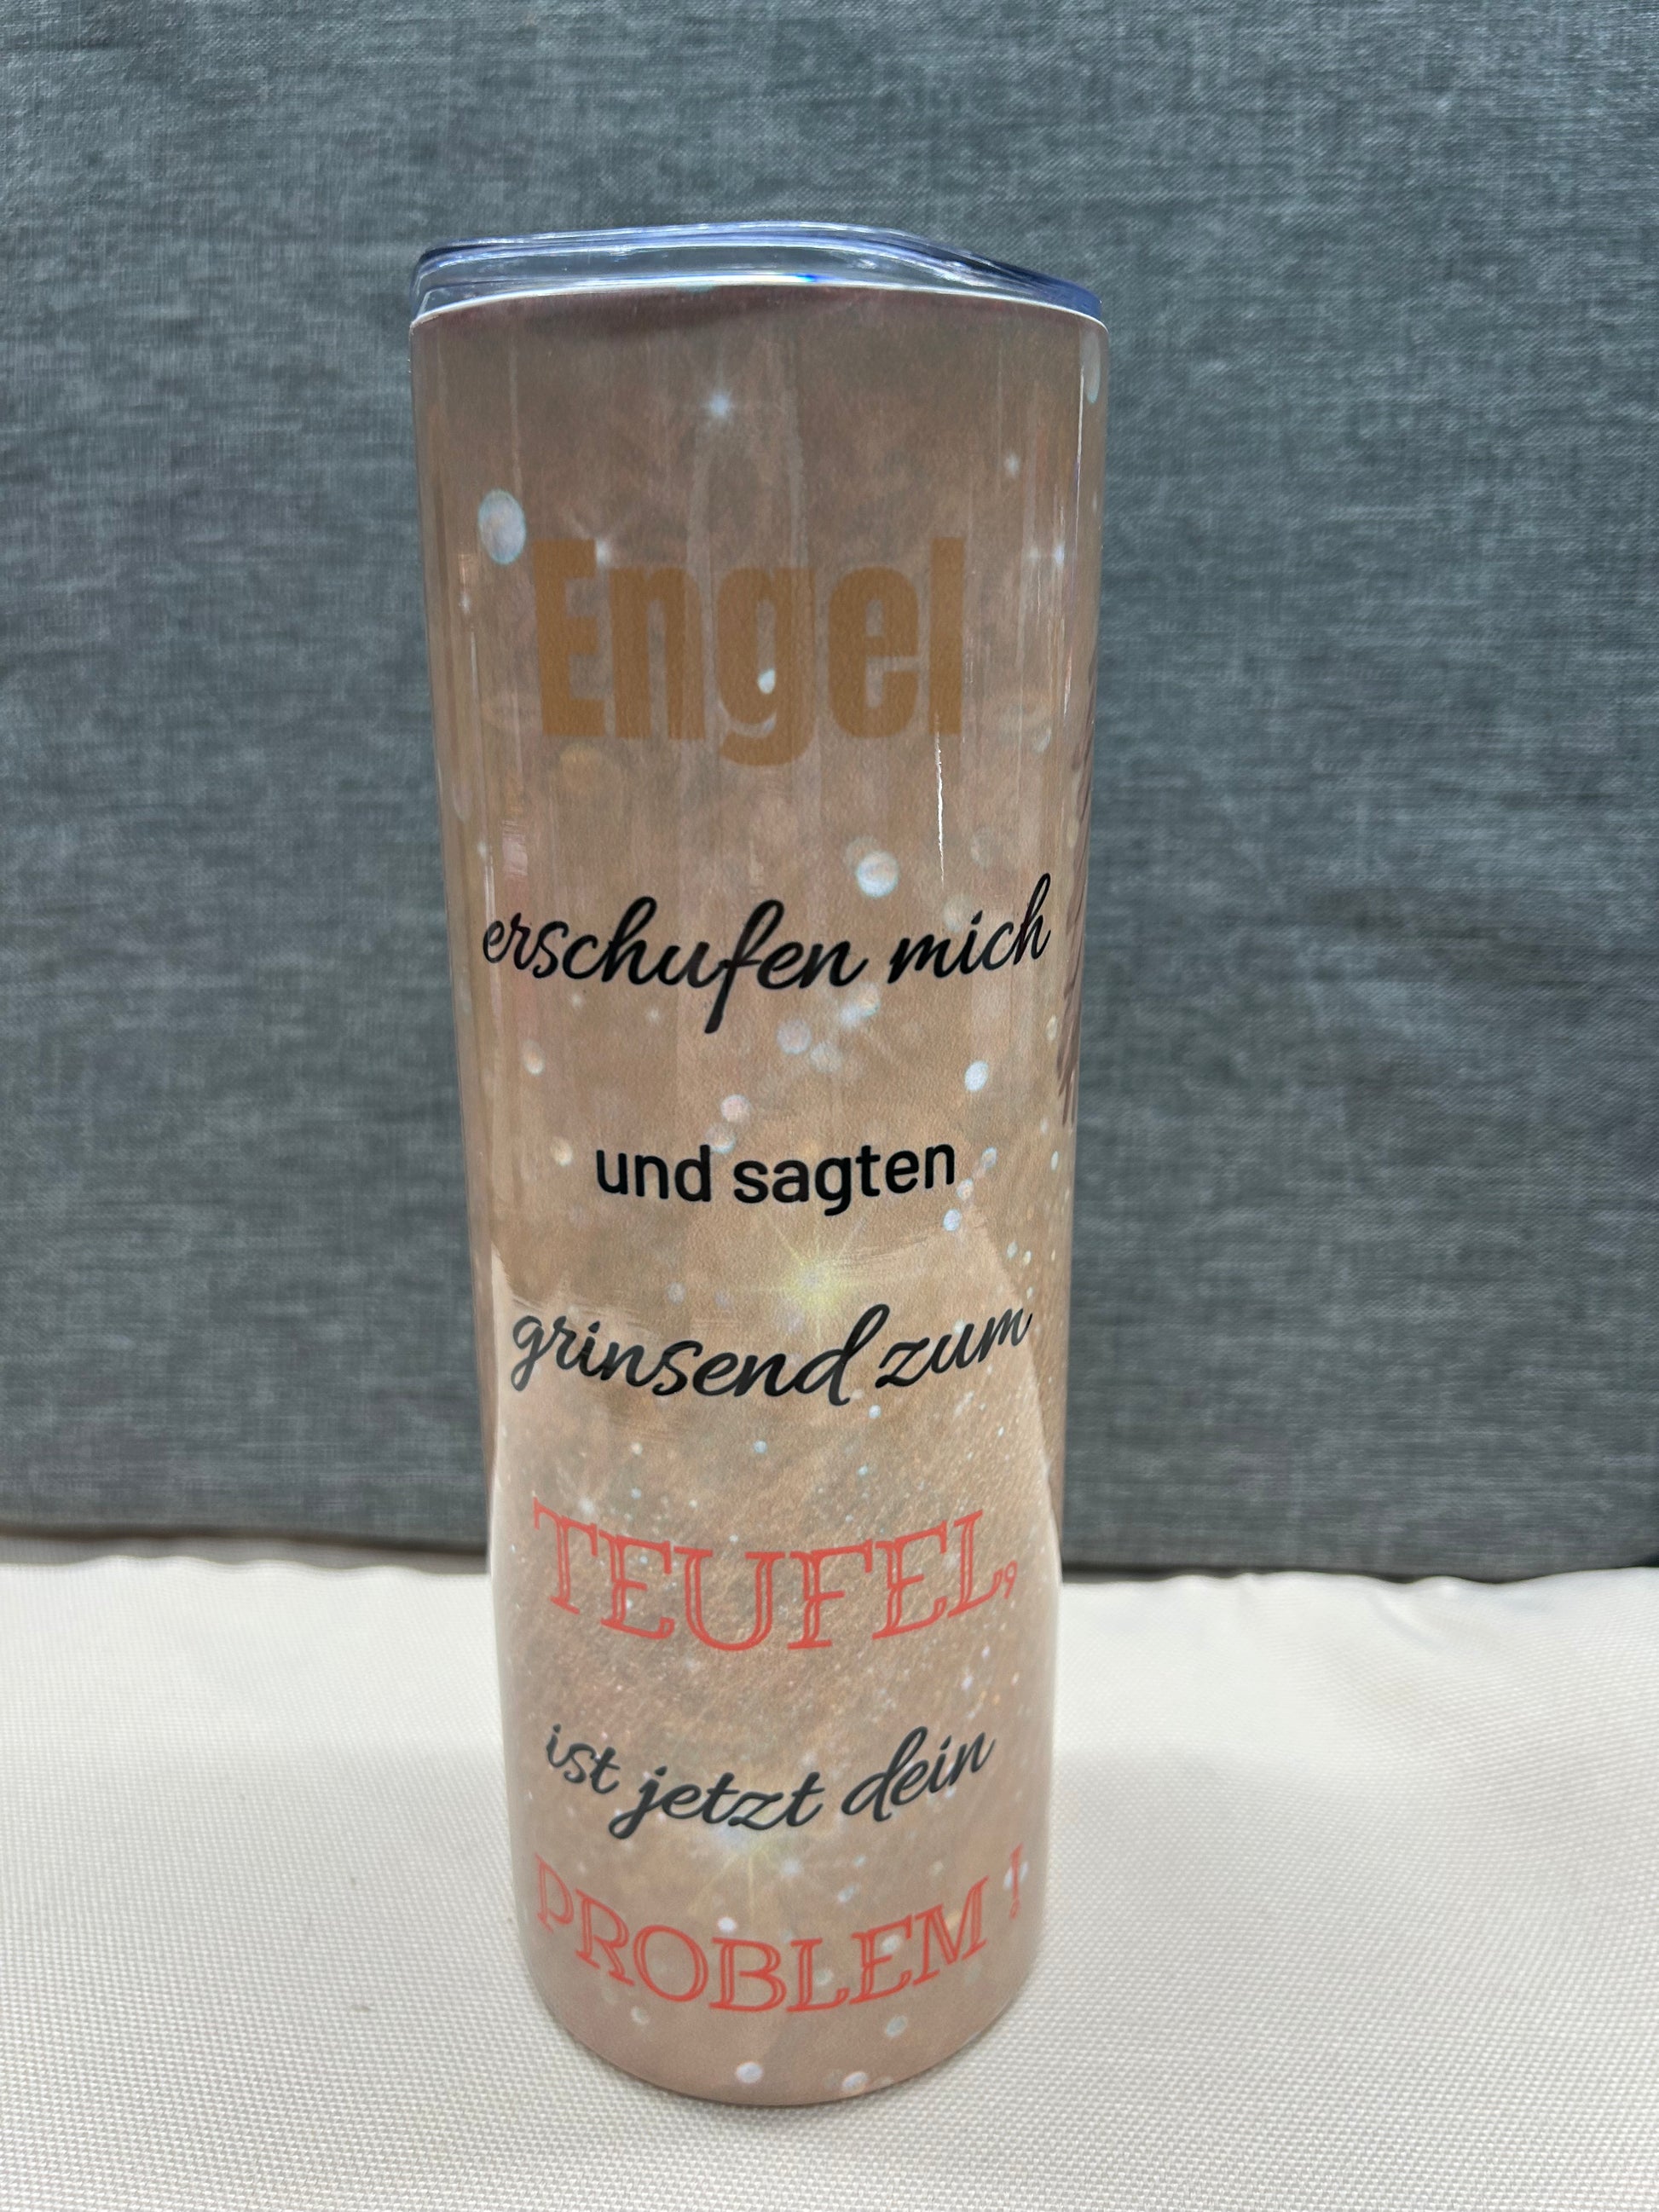 Engel
erschufen mich
und sagten
grinsend zum
TEUFEL,
ist jetzt dein
PROBLEM !